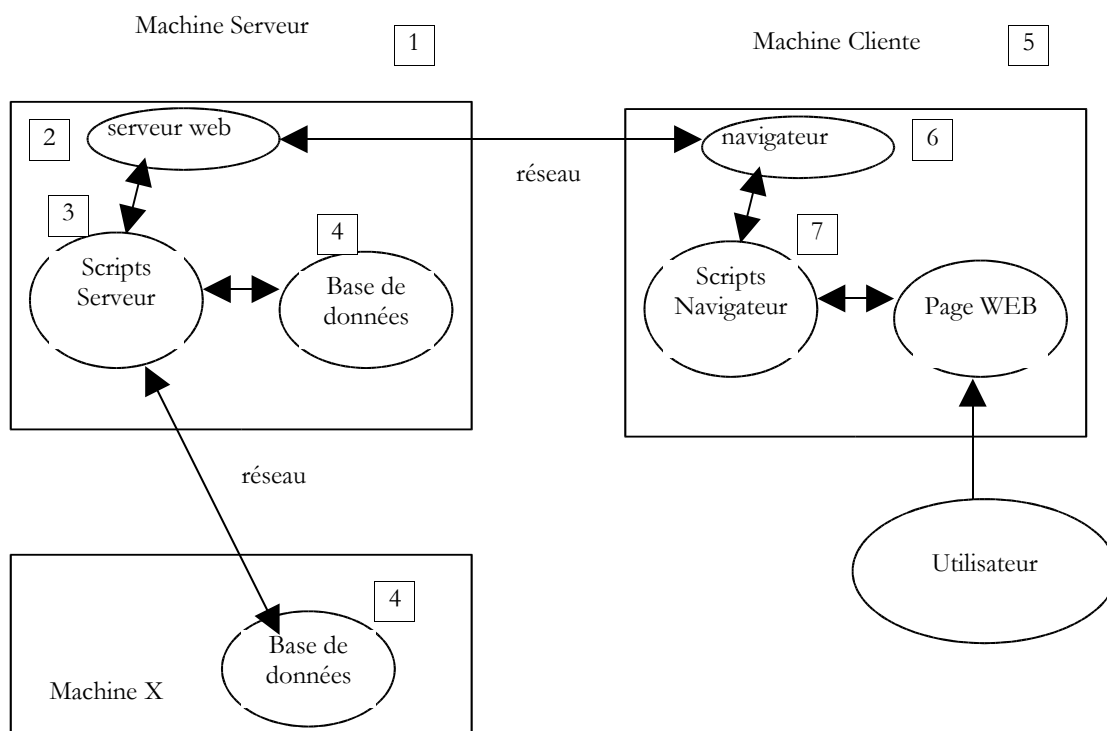 Machine Serveur
1
Machine Cliente
5
2
serveur web
navigateur
6
réseau
3
4
7
Scripts
Serveur
Base de
données
Scripts
Navigateur
Page WEB
réseau
Utilisateur
4
Base de
données
Machine X